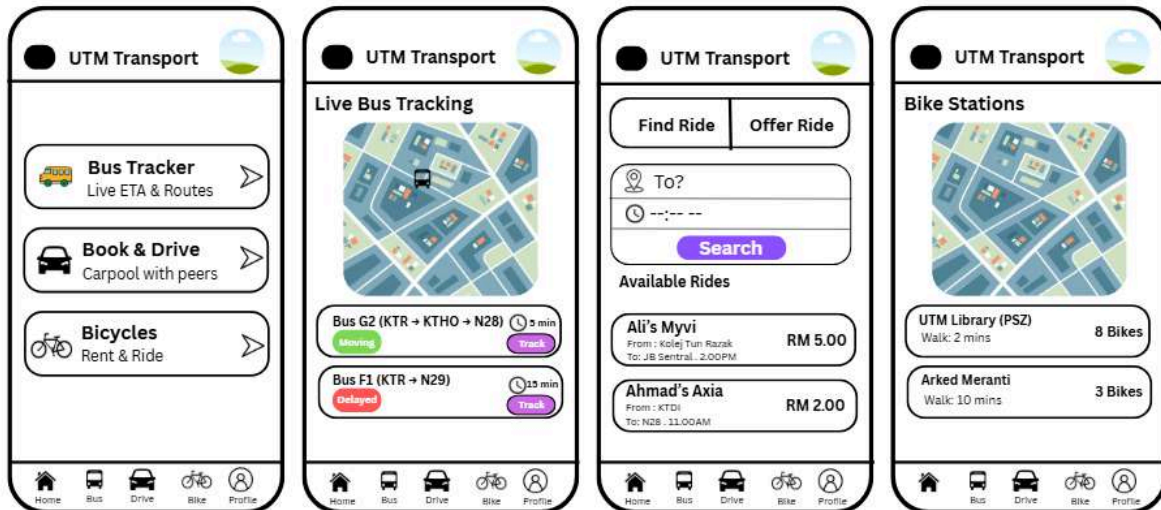 UTM Transport
Bus Tracker
Live ETA & Routes
Book & Drive
Carpool with peers
Bicycles
Rent & Ride
Home Bus Drive Bike Profile
UTM Transport
Live Bus Tracking
Bus G2 (KTR → KTHO → N28) 5 min
Moving Track
Bus F1 (KTR → N29) 15 min
Delayed Track
Home Bus Drive Bike Profile
UTM Transport
Find Ride Offer Ride
To?
--:-- --
Search
Available Rides
Ali's Myvi
From : Kolej Tun Razak
To: JB Sentral . 2.00PM
RM 5.00
Ahmad's Axia
From : KTDI
To: N28 . 11.00AM
RM 2.00
Home Bus Drive Bike Profile
UTM Transport
Bike Stations
UTM Library (PSZ)
Walk: 2 mins
8 Bikes
Arked Meranti
Walk: 10 mins
3 Bikes
Bus Drive Bike Profile